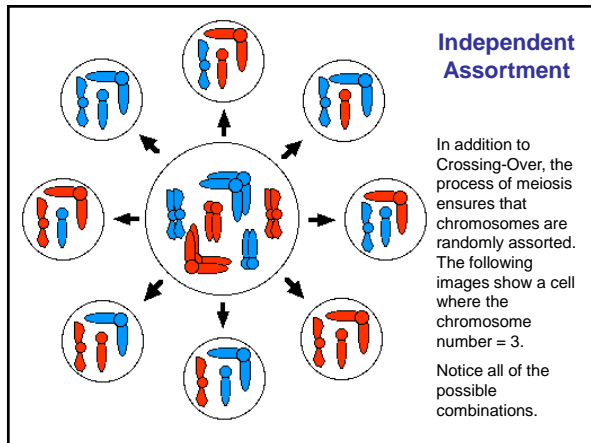 Independent
Assortment
In addition to
Crossing-Over, the
process of meiosis
ensures that
chromosomes are
randomly assorted.
The following
images show a cell
where the
chromosome
number = 3.
Notice all of the
possible
combinations.